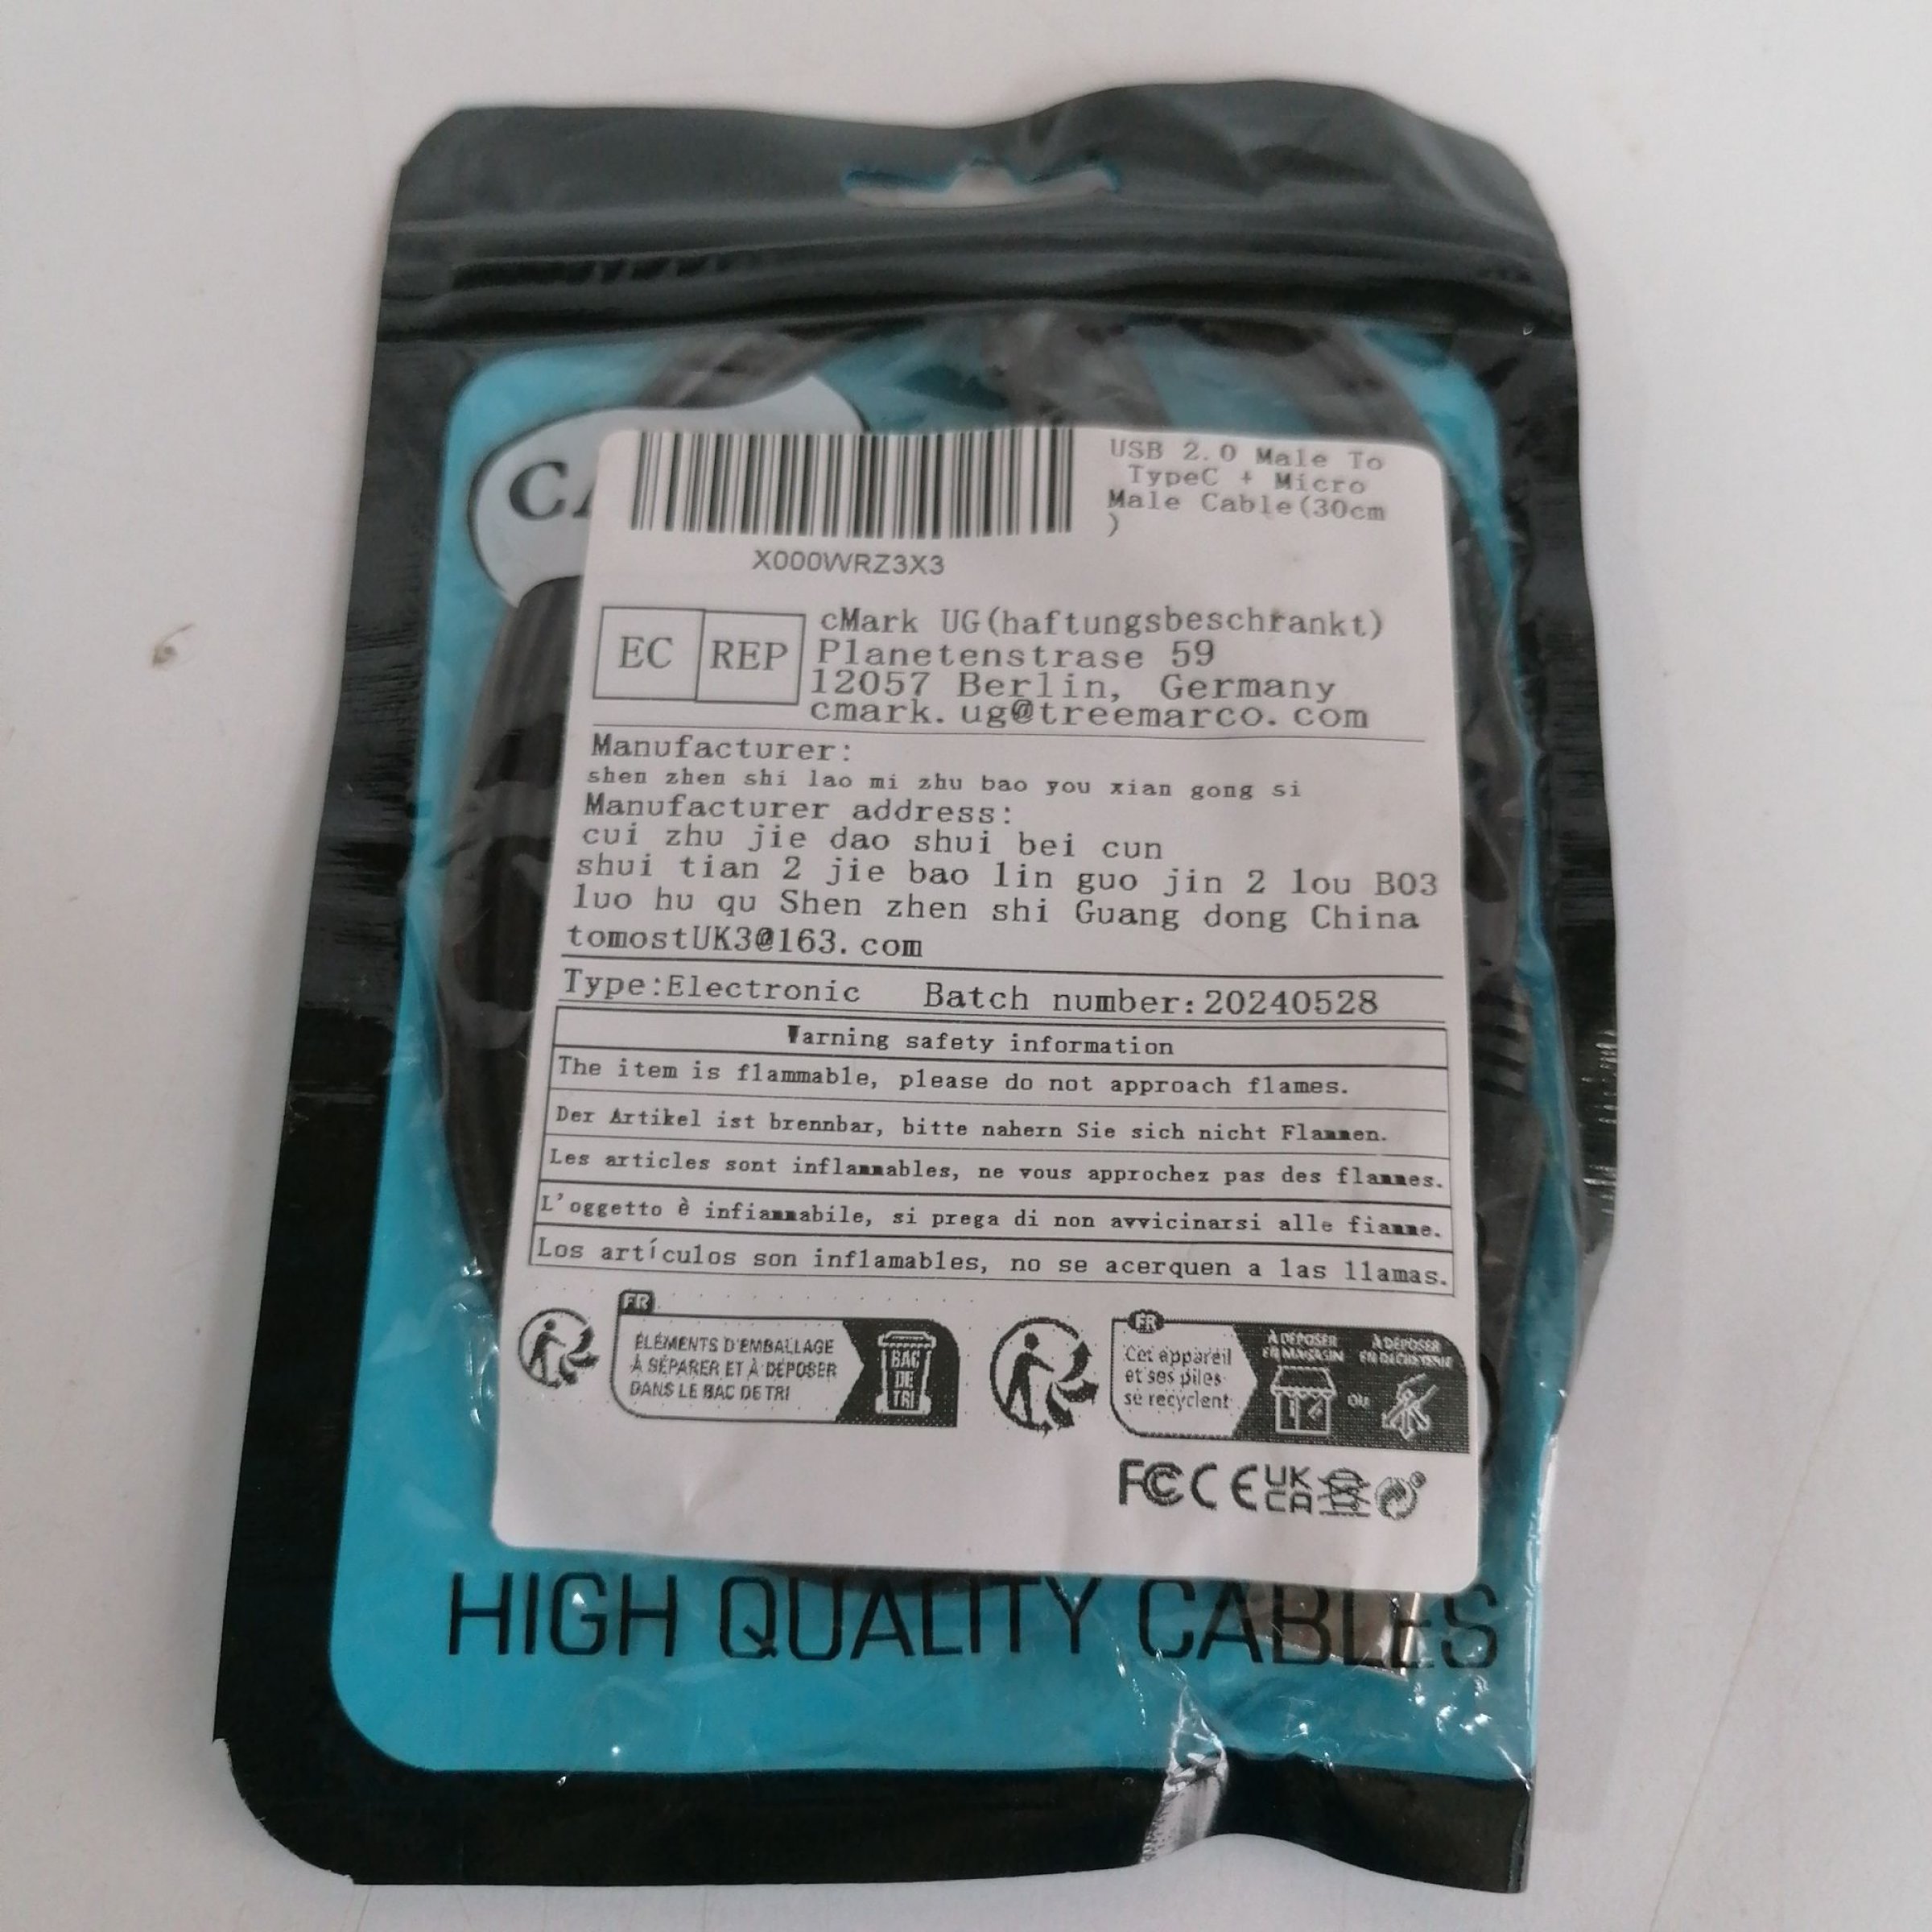 CA
USB 2.0 Male To
TypeC + Micro
Male Cable(30cm
)
X000WRZ3X3
EC REP
cMark UG(haftungsbeschrankt)
Planetenstrase 59
12057 Berlin, Germany
cmark.ug@treemarco.com
Manufacturer:
shen zhen shi lao mi zhu bao you xian gong si
Manufacturer address:
cui zhu jie dao shui bei cun
shui tian 2 jie bao lin guo jin 2 lou B03
luo hu qu Shen zhen shi Guang dong China
tomostUK3@163.com
Type:Electronic Batch number:20240528
Warning safety information
The item is flammable, please do not approach flames.
Der Artikel ist brennbar, bitte nahern Sie sich nicht Flammen.
Les articles sont inflammables, ne vous approchez pas des flammes.
L'oggetto è infiammabile, si prega di non avvicinarsi alle fiamme.
Los artículos son inflamables, no se acerquen a las llamas.
FR
ÉLÉMENTS D'EMBALLAGE
À SÉPARER ET À DÉPOSER
DANS LE BAC DE TRI
BAC
DE
TRI
FR
Cet appareil
et ses piles
se recyclent
À DÉPOSER
EN MAGASIN
OU
À DÉPOSER
EN DÉCHÈTERIE
FC CE UK
CA
HIGH QUALITY CABLES